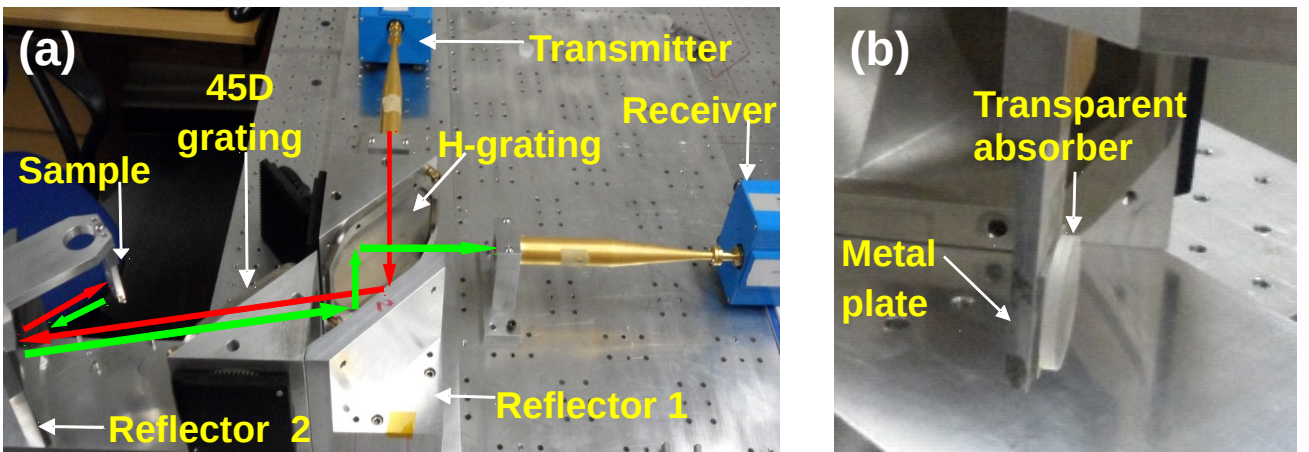 (a)
Transmitter
45D
grating
Receiver
H-grating
Sample
Reflector 1
Reflector 2
(b)
Transparent
absorber
Metal
plate